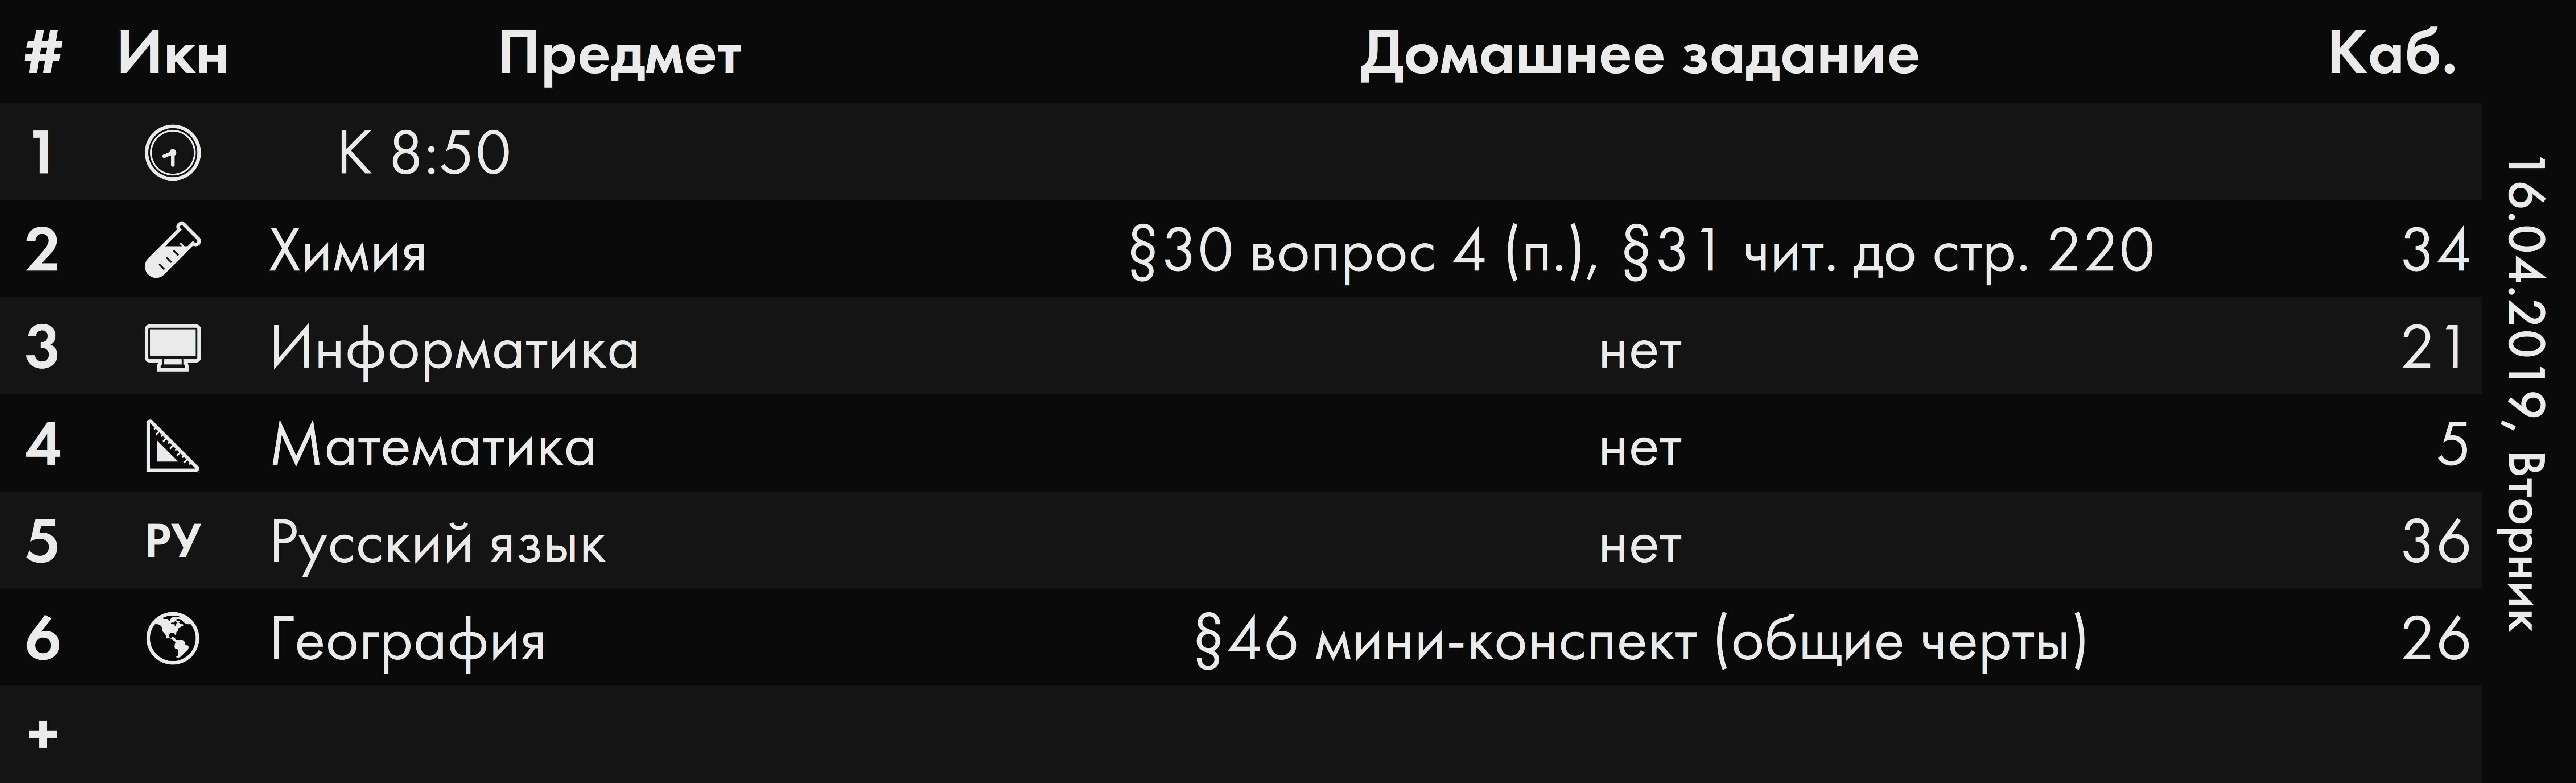 # Икн Предмет Домашнее задание Каб.
1 К 8:50
2 Химия §30 вопрос 4 (п.), §31 чит. до стр. 220 34
3 Информатика нет 21
4 Математика нет 5
5 РУ Русский язык нет 36
6 География §46 мини-конспект (общие черты) 26
+
16.04.2019, Вторник